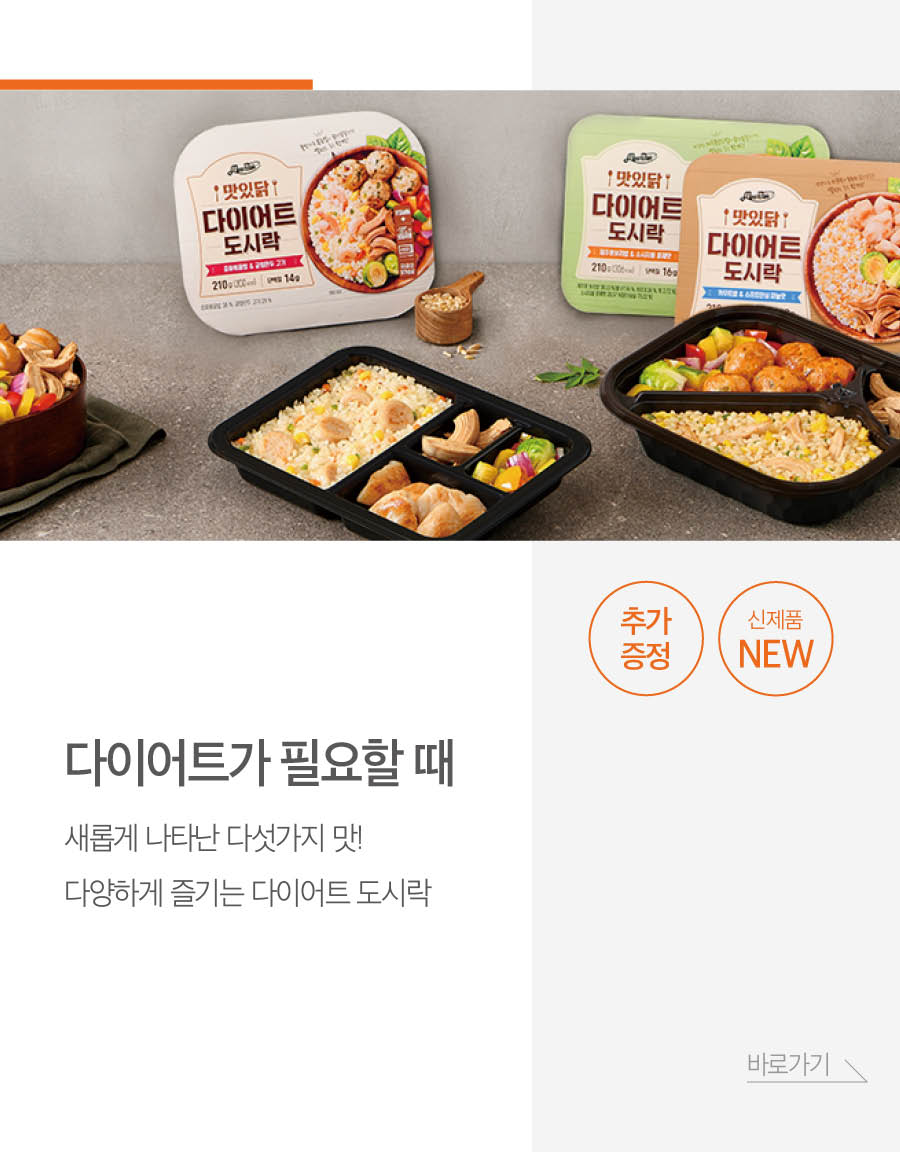 맛있닭
다이어트
도시락
210g
단백질 14g
맛있닭
다이어트
도시락
210g
단백질 16g
맛있닭
다이어트
도시락
추가
증정
신제품
NEW
다이어트가 필요할 때
새롭게 나타난 다섯가지 맛!
다양하게 즐기는 다이어트 도시락
바로가기